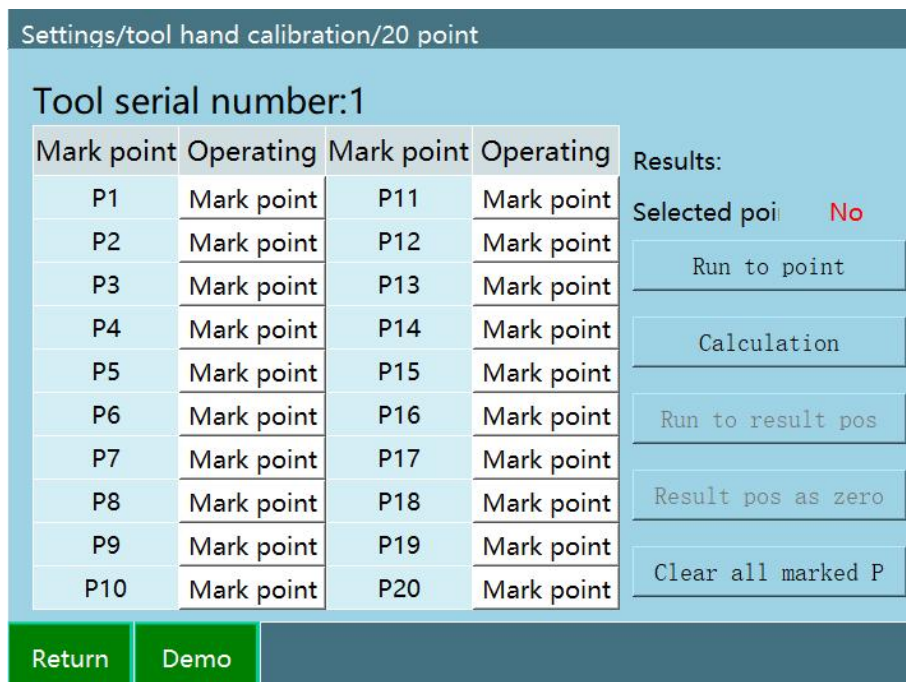 Settings/tool hand calibration/20 point
Tool serial number:1
Mark point Operating Mark point Operating
P1 Mark point P11 Mark point
P2 Mark point P12 Mark point
P3 Mark point P13 Mark point
P4 Mark point P14 Mark point
P5 Mark point P15 Mark point
P6 Mark point P16 Mark point
P7 Mark point P17 Mark point
P8 Mark point P18 Mark point
P9 Mark point P19 Mark point
P10 Mark point P20 Mark point
Results:
Selected poi No
Run to point
Calculation
Run to result pos
Result pos as zero
Clear all marked P
Return Demo